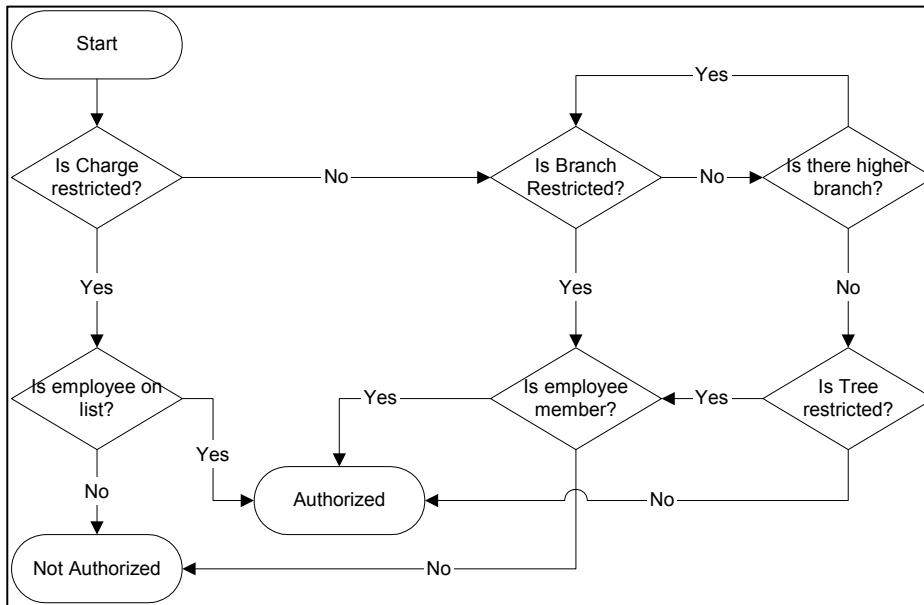 Start
Yes
Is Charge
restricted?
No
Is Branch
Restricted?
No
Is there higher
branch?
Yes
Yes
No
Is employee on
list?
Yes
Is employee
member?
Yes
Is Tree
restricted?
Yes
No
Authorized
No
Not Authorized
No